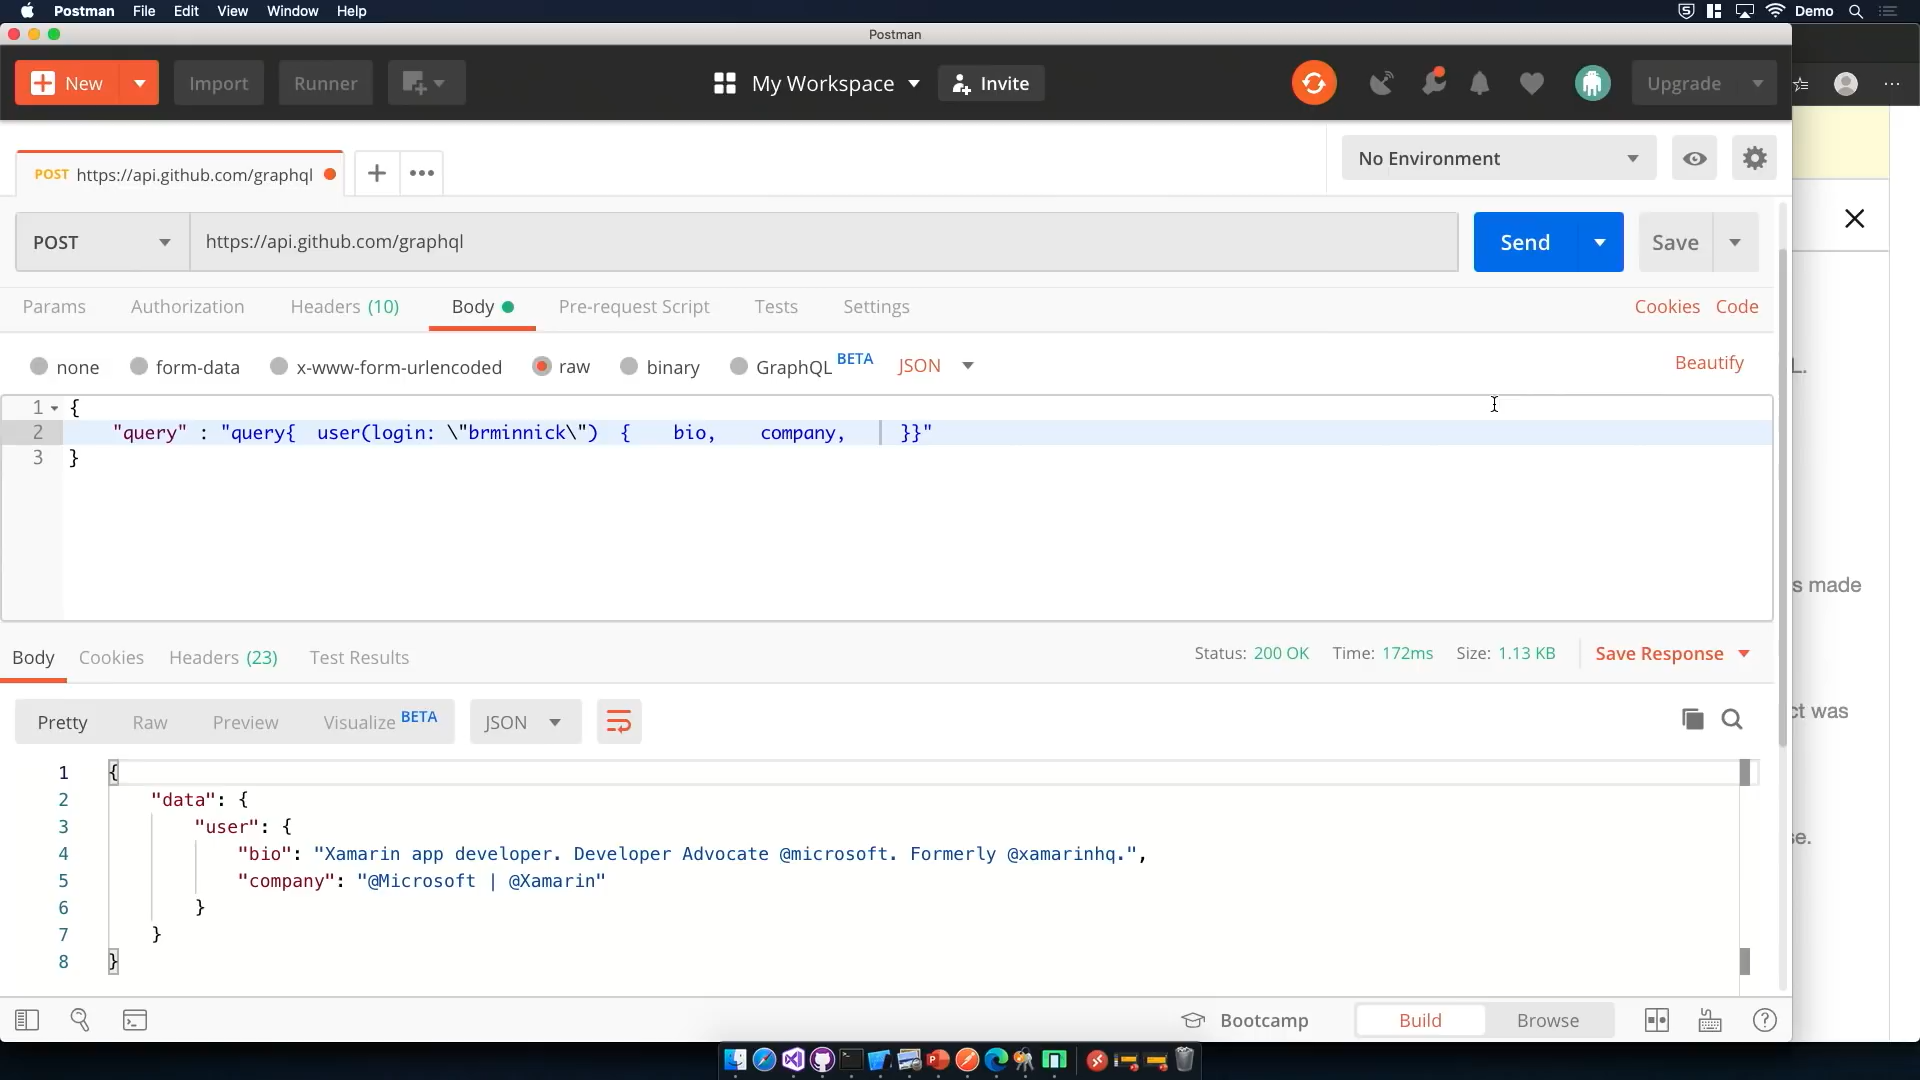 Postman File Edit View Window Help Demo
Postman
New Import Runner My Workspace Invite Upgrade
POST https://api.github.com/graphql No Environment
POST https://api.github.com/graphql Send Save
Params Authorization Headers (10) Body Pre-request Script Tests Settings Cookies Code
none form-data x-www-form-urlencoded raw binary GraphQL BETA JSON Beautify
L.
1 {
2 "query" : "query{  user(login: \"brminnick\")  {    bio,    company,        }}"
3 }
s made
Body Cookies Headers (23) Test Results Status: 200 OK Time: 172ms Size: 1.13 KB Save Response
Pretty Raw Preview Visualize BETA JSON
ct was
1 {
2 "data": {
3 "user": {
se.
4 "bio": "Xamarin app developer. Developer Advocate @microsoft. Formerly @xamarinhq.",
5 "company": "@Microsoft | @Xamarin"
6 }
7 }
8 }
Bootcamp Build Browse